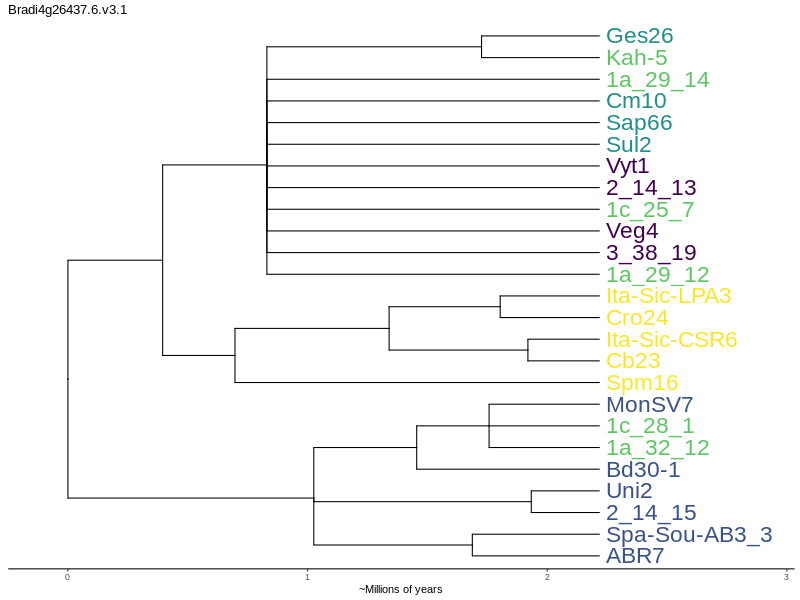 Bradi4g26437.6.v3.1
Ges26
Kah-5
1a_29_14
Cm10
Sap66
Sul2
Vyt1
2_14_13
1c_25_7
Veg4
3_38_19
1a_29_12
Ita-Sic-LPA3
Cro24
Ita-Sic-CSR6
Cb23
Spm16
MonSV7
1c_28_1
1a_32_12
Bd30-1
Uni2
2_14_15
Spa-Sou-AB3_3
ABR7
0 1 2 3
~Millions of years